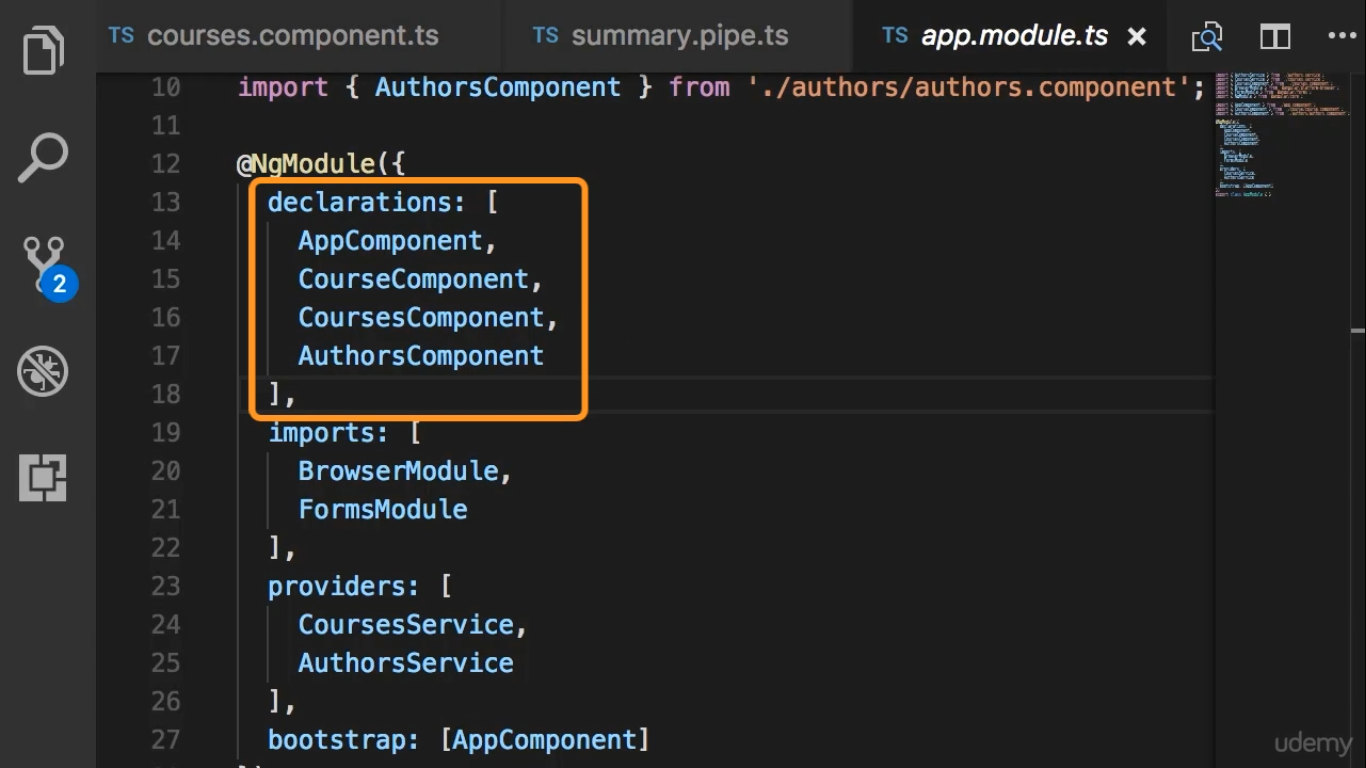 TS courses.component.ts TS summary.pipe.ts TS app.module.ts
10 import { AuthorsComponent } from './authors/authors.component';
11
12 @NgModule({
13 declarations: [
14 AppComponent,
15 CourseComponent,
16 CoursesComponent,
17 AuthorsComponent
18 ],
19 imports: [
20 BrowserModule,
21 FormsModule
22 ],
23 providers: [
24 CoursesService,
25 AuthorsService
26 ],
27 bootstrap: [AppComponent]
2
udemy